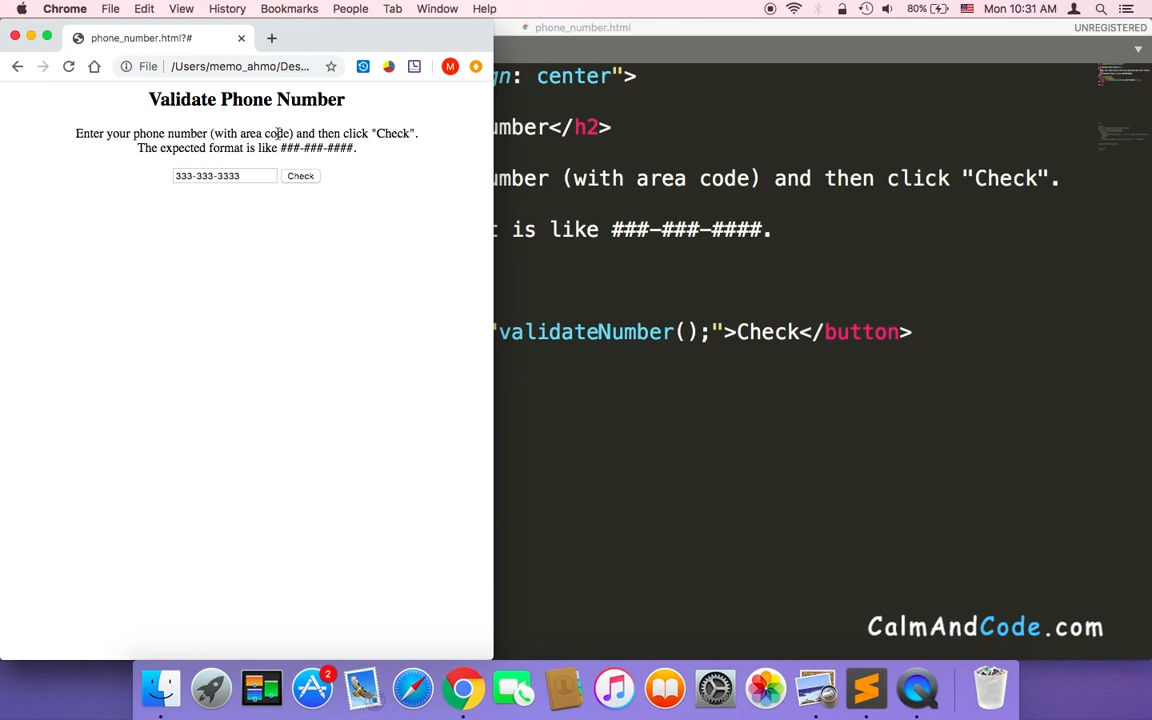 Chrome File Edit View History Bookmarks People Tab Window Help 80% Mon 10:31 AM
phone_number.html?#
phone_number.html
UNREGISTERED
File /Users/memo_ahmo/Des... M
Validate Phone Number
Enter your phone number (with area code) and then click "Check".
The expected format is like ###-###-####.
333-333-3333 Check
gn: center">
umber</h2>
umber (with area code) and then click "Check".
t is like ###-###-####.
"validateNumber();">Check</button>
CalmAndCode.com
2